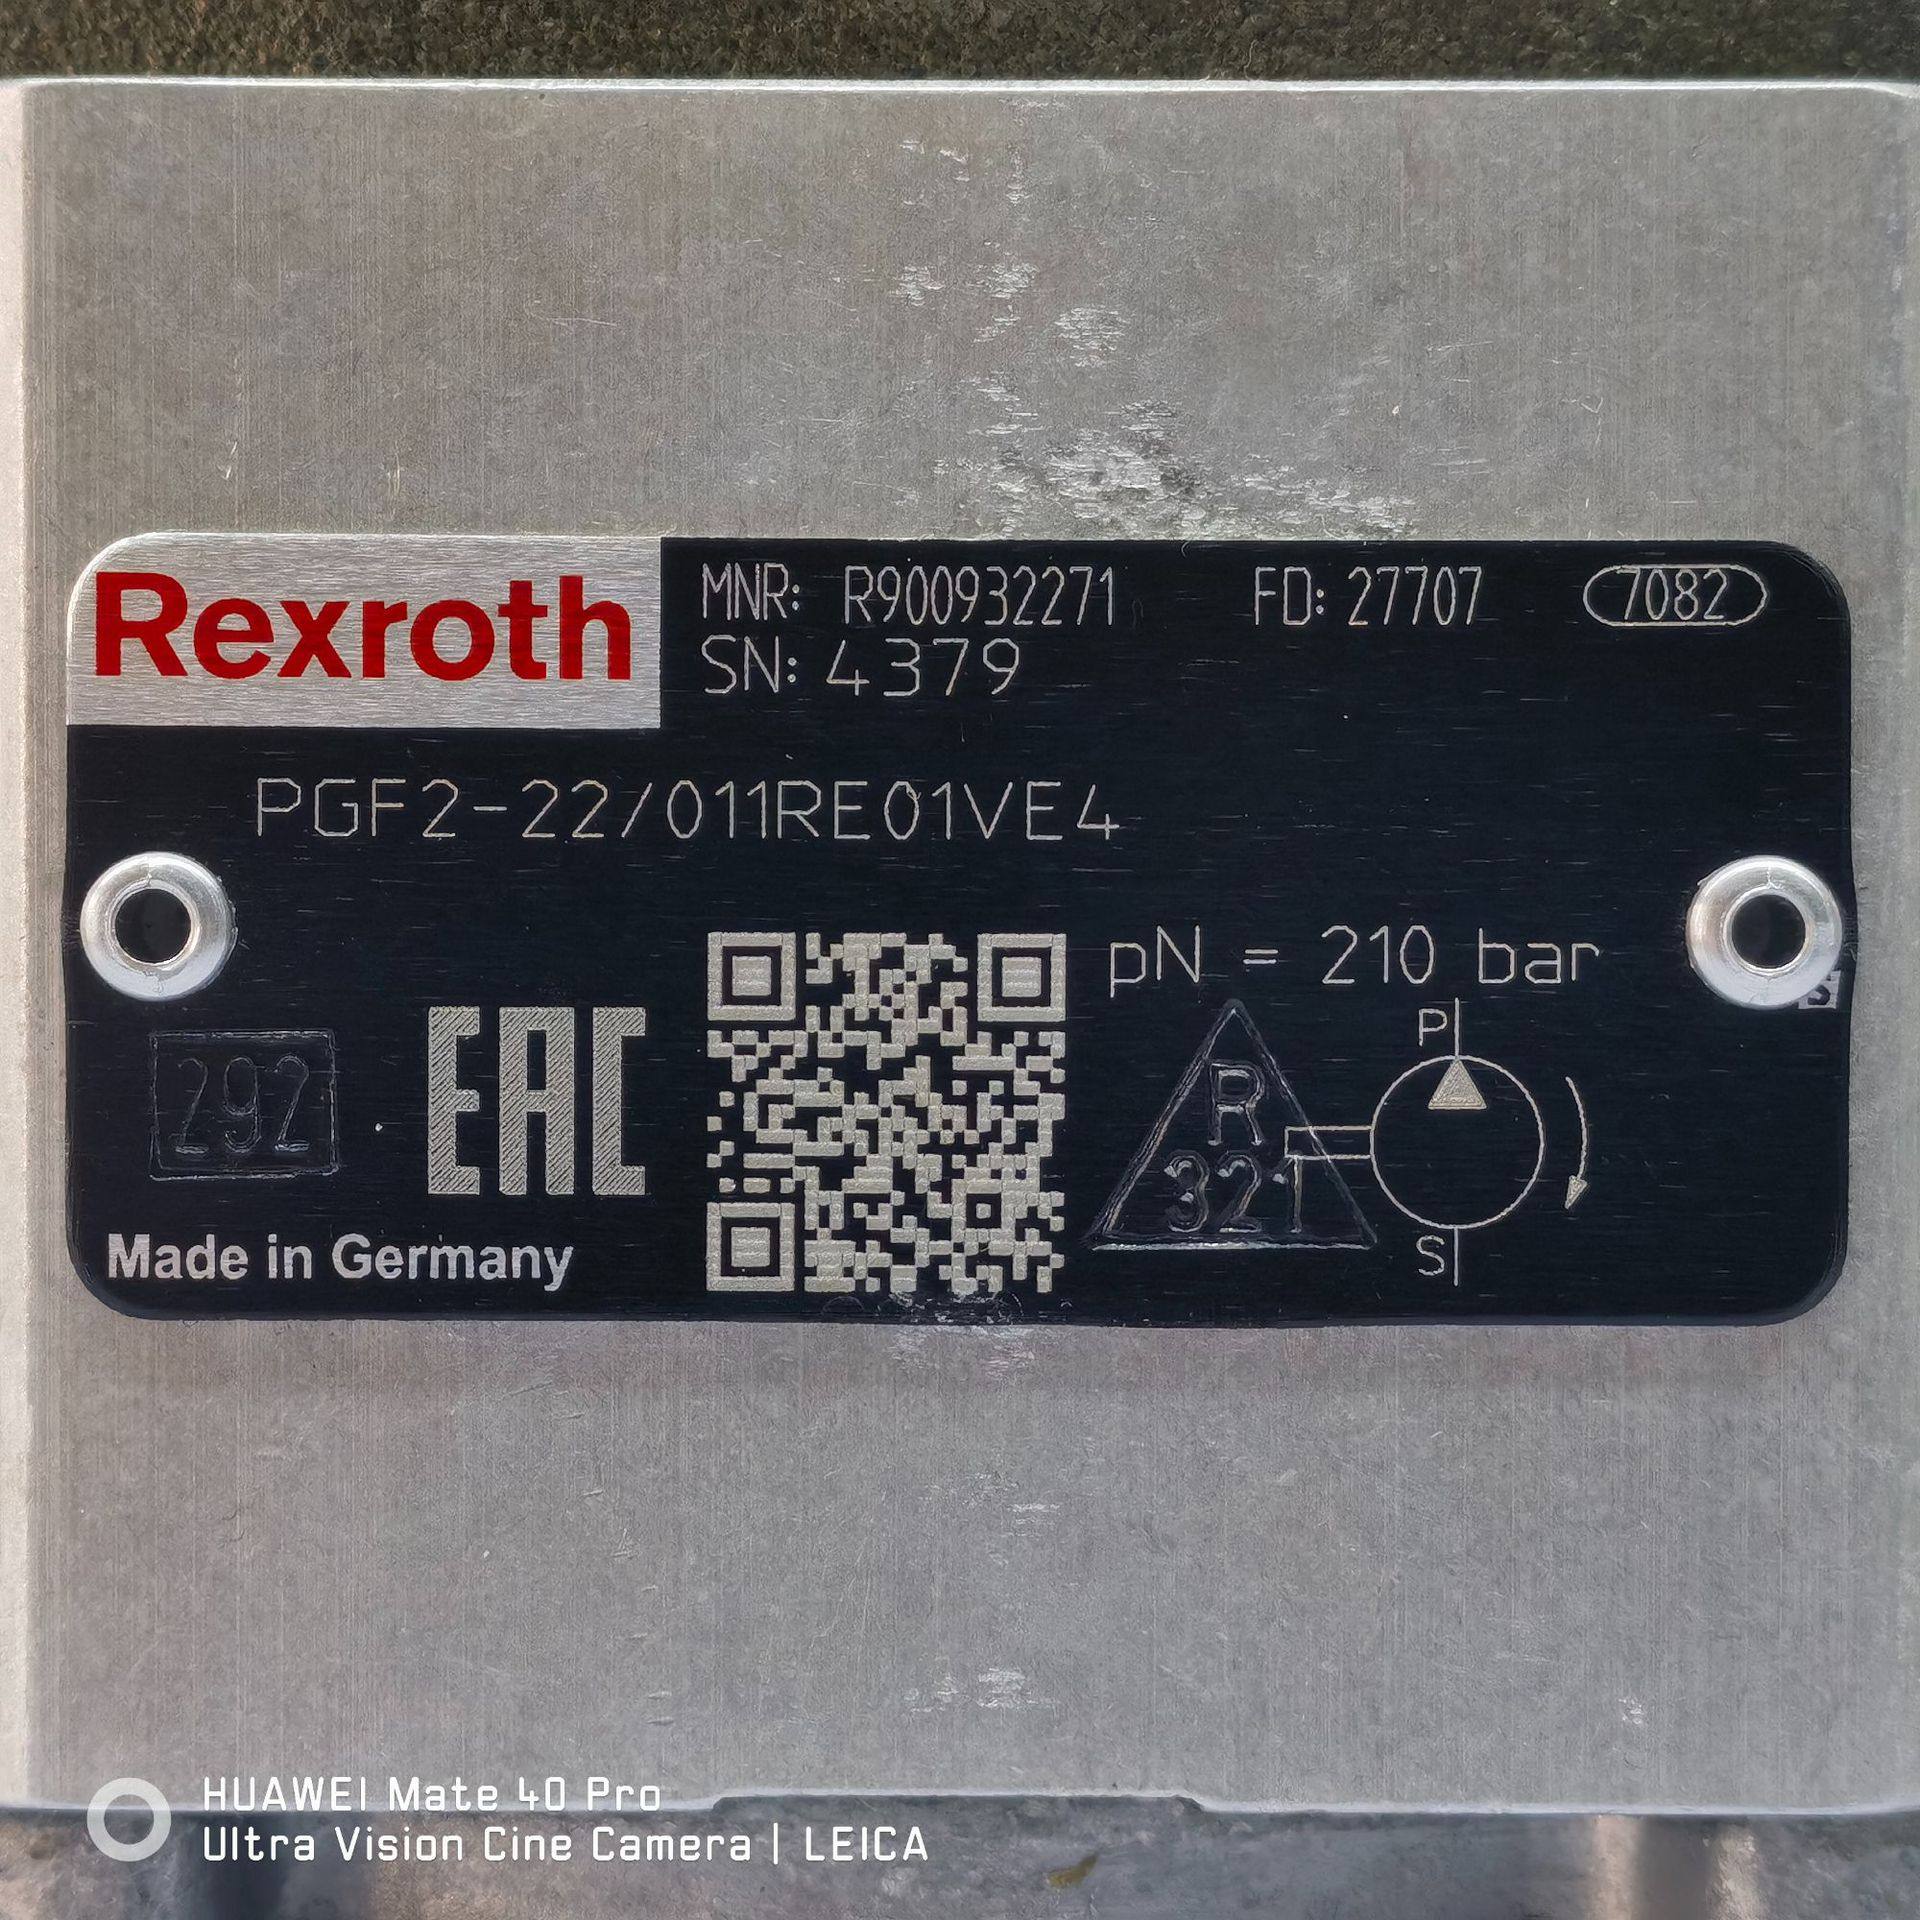 Rexroth
MNR: R900932271 FD: 27707 7082
SN: 4379
PGF2-22/011RE01VE4
pN = 210 bar
P
R
321
292
EAC
S
Made in Germany
HUAWEI Mate 40 Pro
Ultra Vision Cine Camera | LEICA